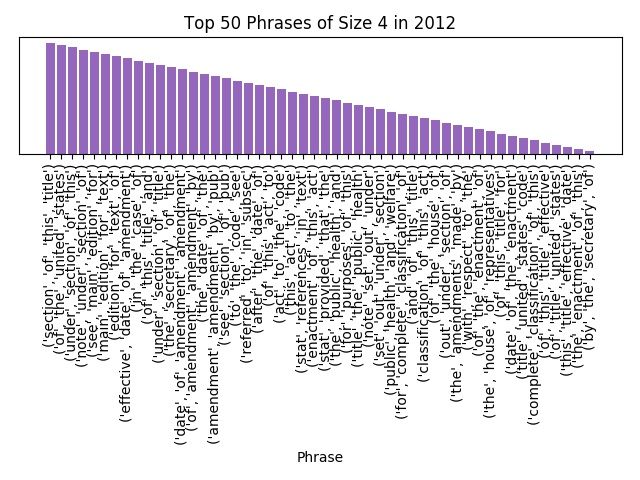 Top 50 Phrases of Size 4 in 2012
('section', 'of', 'this', 'title')
('of', 'the', 'united', 'states')
('under', 'section', 'of', 'this')
('note', 'under', 'section', 'of')
('see', 'main', 'edition', 'for')
('main', 'edition', 'for', 'text')
('edition', 'for', 'text', 'of')
('effective', 'date', 'of', 'amendment')
('in', 'the', 'case', 'of')
('of', 'this', 'title', 'and')
('under', 'section', 'of', 'title')
('the', 'secretary', 'of', 'the')
('date', 'of', 'amendment', 'amendment')
('of', 'amendment', 'amendment', 'by')
('the', 'date', 'of', 'the')
('amendment', 'amendment', 'by', 'pub')
('see', 'section', 'of', 'pub')
('to', 'the', 'code', 'see')
('referred', 'to', 'in', 'subsec')
('after', 'the', 'date', 'of')
('of', 'this', 'act', 'to')
('act', 'to', 'the', 'code')
('this', 'act', 'to', 'the')
('stat', 'references', 'in', 'text')
('enactment', 'of', 'this', 'act')
('stat', 'provided', 'that', 'the')
('the', 'public', 'health', 'and')
('for', 'purposes', 'of', 'this')
('title', 'the', 'public', 'health')
('note', 'set', 'out', 'under')
('set', 'out', 'under', 'section')
('public', 'health', 'and', 'welfare')
('for', 'complete', 'classification', 'of')
('and', 'of', 'this', 'title')
('classification', 'of', 'this', 'act')
('of', 'the', 'house', 'of')
('out', 'under', 'section', 'of')
('the', 'amendments', 'made', 'by')
('with', 'respect', 'to', 'the')
('of', 'the', 'enactment', 'of')
('the', 'house', 'of', 'representatives')
('of', 'this', 'title', 'for')
('date', 'of', 'the', 'enactment')
('title', 'united', 'states', 'code')
('complete', 'classification', 'of', 'this')
('of', 'this', 'title', 'effective')
('of', 'title', 'united', 'states')
('this', 'title', 'effective', 'date')
('the', 'enactment', 'of', 'this')
('by', 'the', 'secretary', 'of')
Phrase